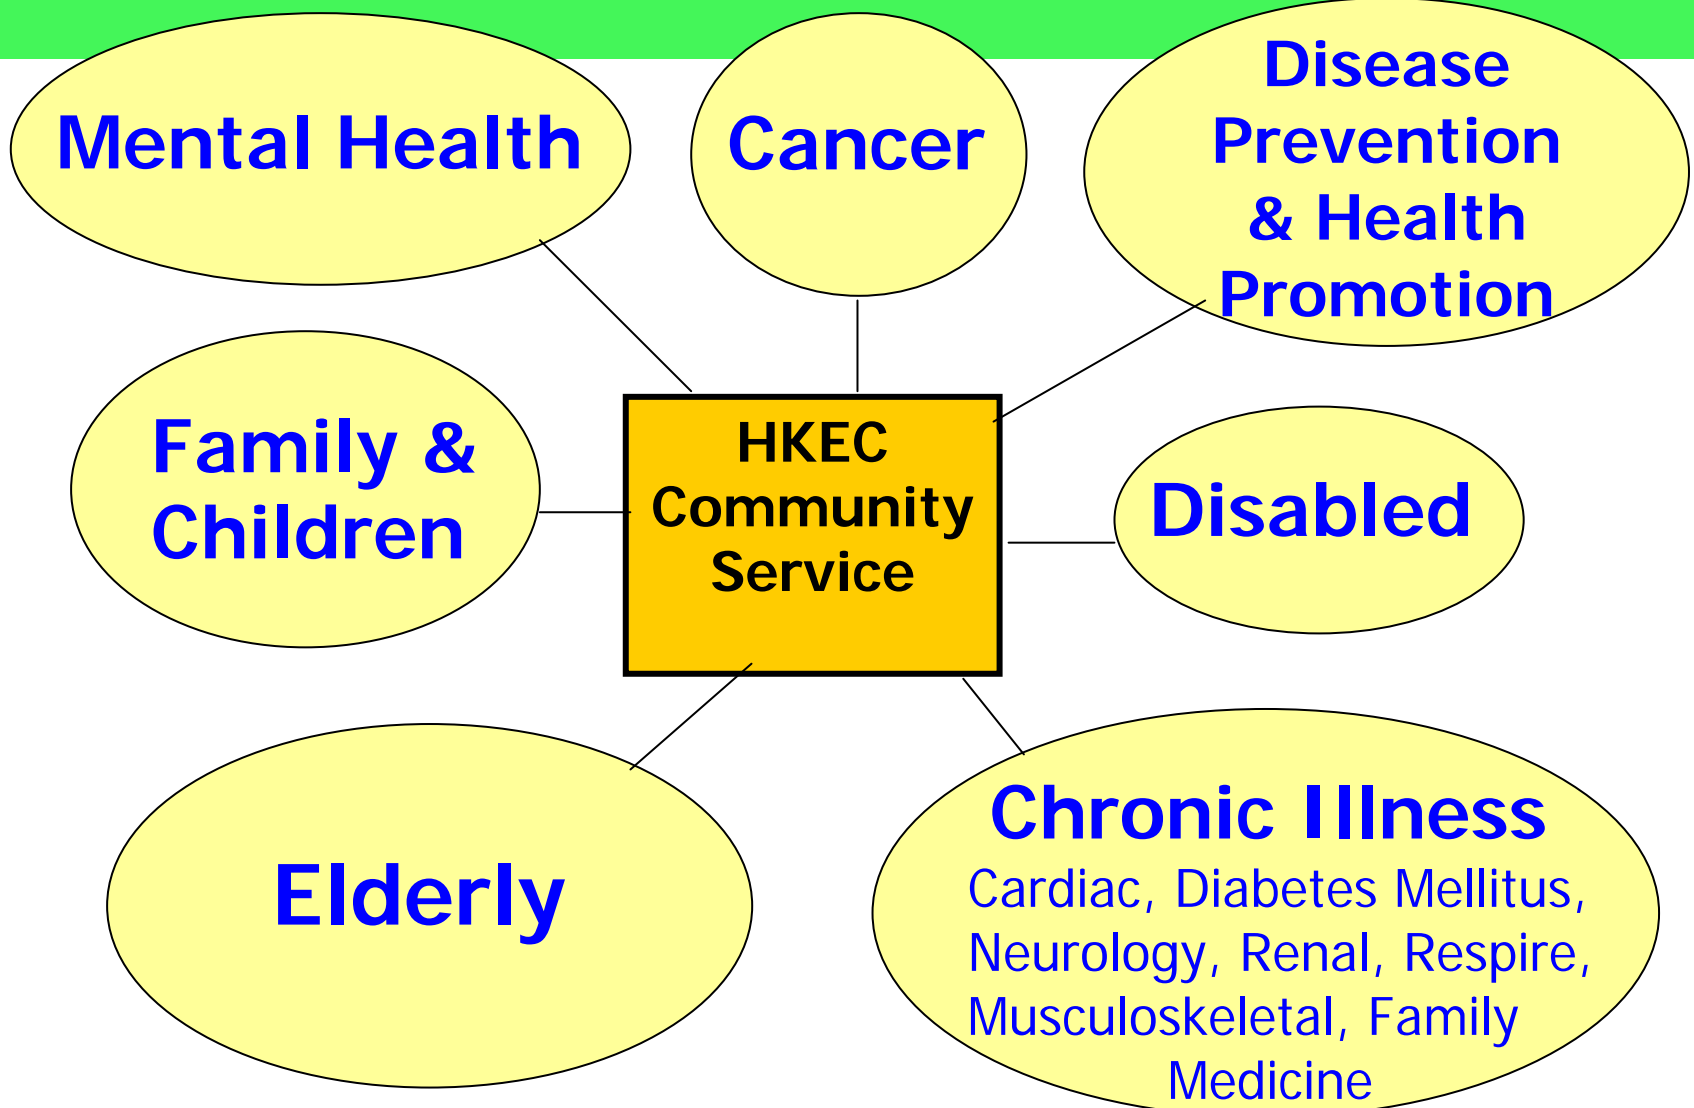 Mental Health
Cancer
Disease
Prevention
& Health
Promotion
Family &
Children
HKEC
Community
Service
Disabled
Elderly
Chronic Illness
Cardiac, Diabetes Mellitus,
Neurology, Renal, Respire,
Musculoskeletal, Family
Medicine